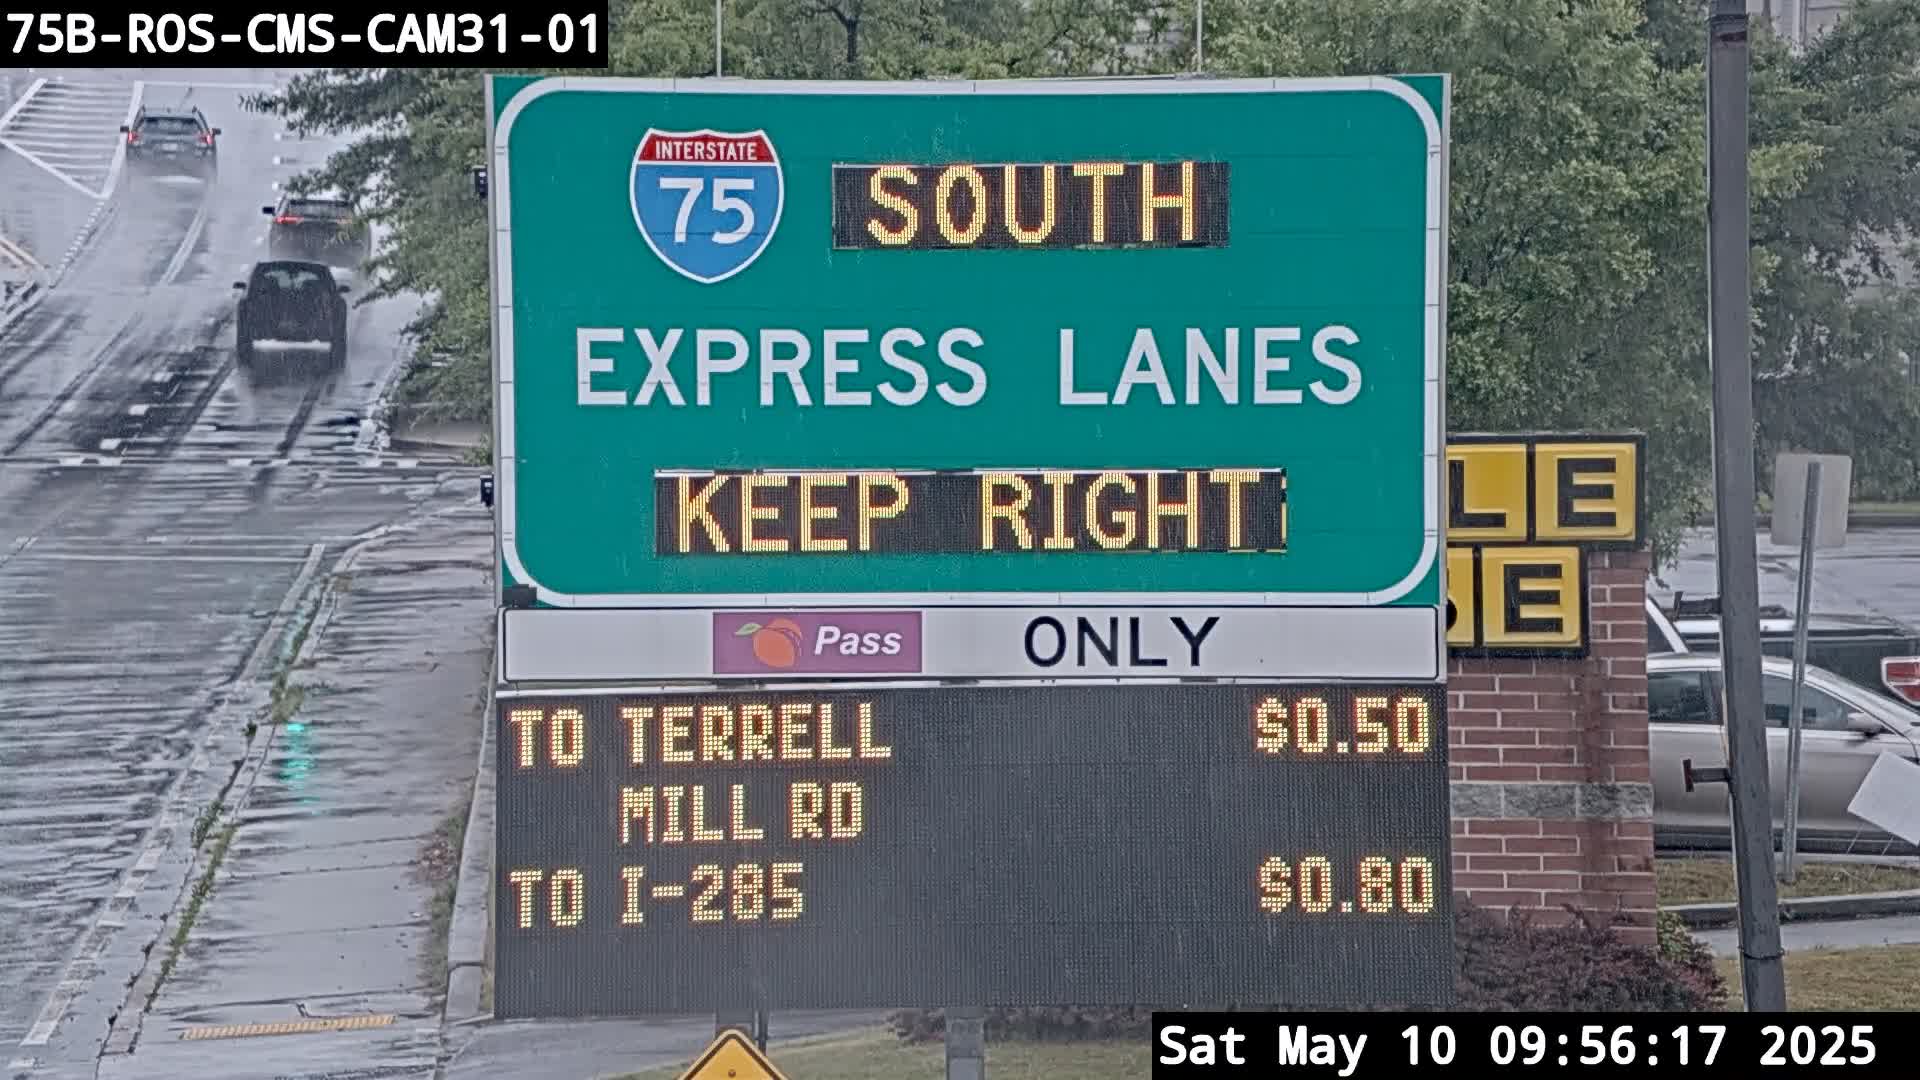 75B-ROS-CMS-CAM31-01
INTERSTATE
75
SOUTH
EXPRESS LANES
KEEP RIGHT
Pass ONLY
TO TERRELL $0.50
MILL RD
TO I-285 $0.80
LE
E
Sat May 10 09:56:17 2025